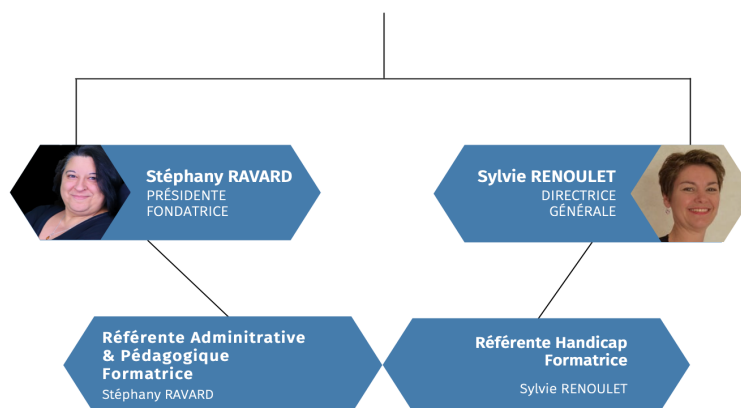 Stéphany RAVARD
PRÉSIDENTE
FONDATRICE
Sylvie RENOULET
DIRECTRICE
GÉNÉRALE
Référente Adminitrative
& Pédagogique
Formatrice
Stéphany RAVARD
Référente Handicap
Formatrice
Sylvie RENOULET